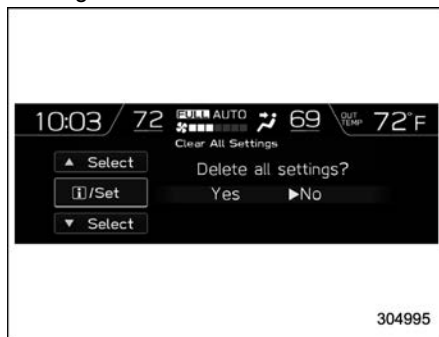 10:03 72 FULL AUTO 69 OUT TEMP 72°F
Clear All Settings
▲ Select
Delete all settings?
i/Set
Yes ▶No
▼ Select
304995